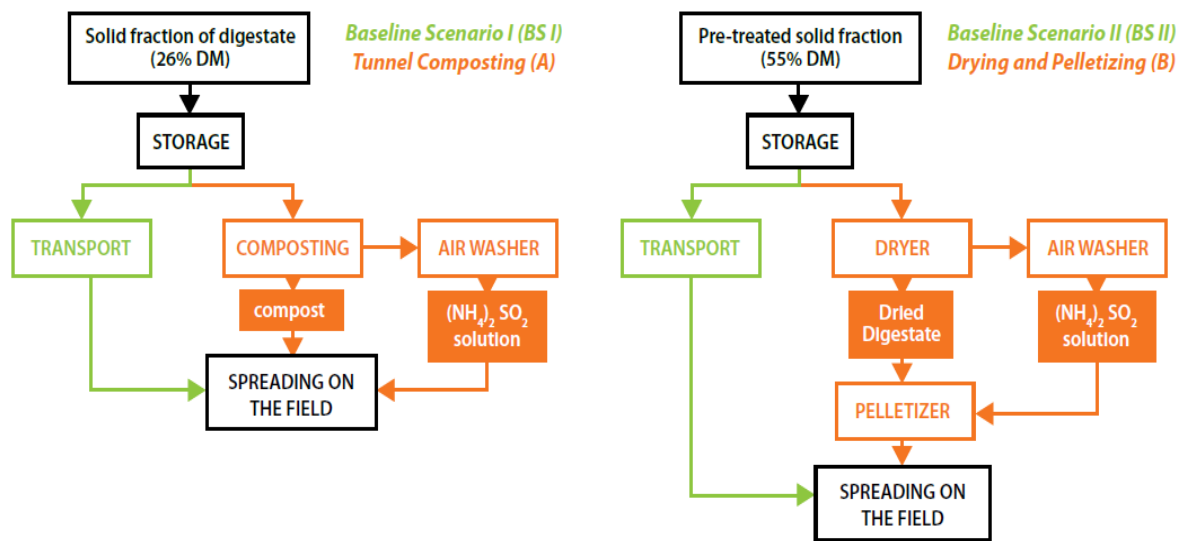 Solid fraction of digestate
(26% DM)
Baseline Scenario I (BS I)
Tunnel Composting (A)
STORAGE
TRANSPORT
COMPOSTING
AIR WASHER
compost
(NH₄)₂ SO₂
solution
SPREADING ON
THE FIELD
Pre-treated solid fraction
(55% DM)
Baseline Scenario II (BS II)
Drying and Pelletizing (B)
STORAGE
TRANSPORT
DRYER
AIR WASHER
Dried
Digestate
(NH₄)₂ SO₂
solution
PELLETIZER
SPREADING ON
THE FIELD